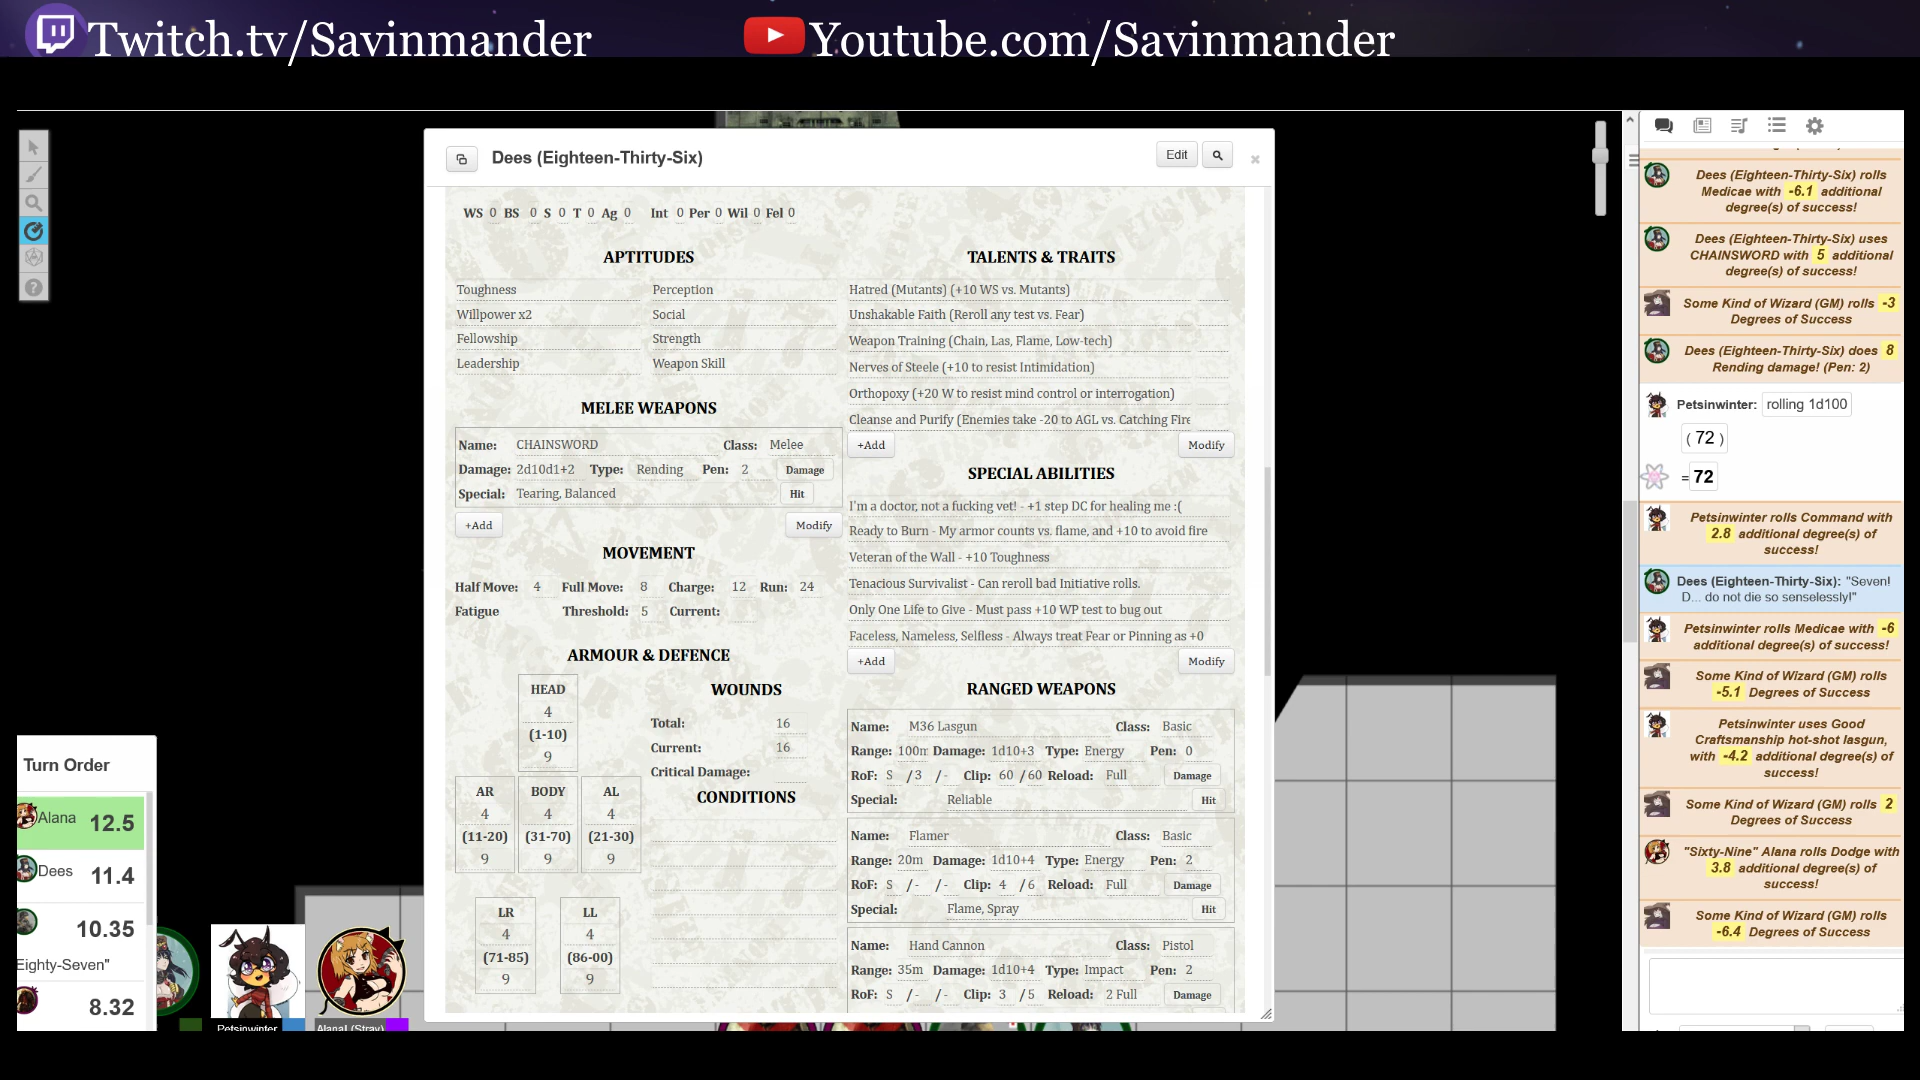 Twitch.tv/Savinmander
Youtube.com/Savinmander
Dees (Eighteen-Thirty-Six)
Edit
WS 0 BS 0 S 0 T 0 Ag 0 Int 0 Per 0 Wil 0 Fel 0
APTITUDES
Toughness Perception
Willpower x2 Social
Fellowship Strength
Leadership Weapon Skill
MELEE WEAPONS
Name: CHAINSWORD Class: Melee
Damage: 2d10d1+2 Type: Rending Pen: 2 Damage
Special: Tearing, Balanced Hit
+Add Modify
MOVEMENT
Half Move: 4 Full Move: 8 Charge: 12 Run: 24
Fatigue Threshold: 5 Current:
ARMOUR & DEFENCE
HEAD
4
(1-10)
9
AR BODY AL
4 4 4
(11-20) (31-70) (21-30)
9 9 9
LR LL
4 4
(71-85) (86-00)
9 9
WOUNDS
Total: 16
Current: 16
Critical Damage:
CONDITIONS
TALENTS & TRAITS
Hatred (Mutants) (+10 WS vs. Mutants)
Unshakable Faith (Reroll any test vs. Fear)
Weapon Training (Chain, Las, Flame, Low-tech)
Nerves of Steele (+10 to resist Intimidation)
Orthopoxy (+20 W to resist mind control or interrogation)
Cleanse and Purify (Enemies take -20 to AGL vs. Catching Fire
+Add Modify
SPECIAL ABILITIES
I'm a doctor, not a fucking vet! - +1 step DC for healing me :(
Ready to Burn - My armor counts vs. flame, and +10 to avoid fire
Veteran of the Wall - +10 Toughness
Tenacious Survivalist - Can reroll bad Initiative rolls.
Only One Life to Give - Must pass +10 WP test to bug out
Faceless, Nameless, Selfless - Always treat Fear or Pinning as +0
+Add Modify
RANGED WEAPONS
Name: M36 Lasgun Class: Basic
Range: 100m Damage: 1d10+3 Type: Energy Pen: 0
RoF: S /3 /- Clip: 60 /60 Reload: Full Damage
Special: Reliable Hit
Name: Flamer Class: Basic
Range: 20m Damage: 1d10+4 Type: Energy Pen: 2
RoF: S /- /- Clip: 4 /6 Reload: Full Damage
Special: Flame, Spray Hit
Name: Hand Cannon Class: Pistol
Range: 35m Damage: 1d10+4 Type: Impact Pen: 2
RoF: S /- /- Clip: 3 /5 Reload: 2 Full Damage
Turn Order
Alana 12.5
Dees 11.4
10.35
Eighty-Seven"
8.32
Petsinwinter
Alana! (Stray)
Dees (Eighteen-Thirty-Six) rolls
Medicae with -6.1 additional
degree(s) of success!
Dees (Eighteen-Thirty-Six) uses
CHAINSWORD with 5 additional
degree(s) of success!
Some Kind of Wizard (GM) rolls -3
Degrees of Success
Dees (Eighteen-Thirty-Six) does 8
Rending damage! (Pen: 2)
Petsinwinter: rolling 1d100
(72)
=72
Petsinwinter rolls Command with
2.8 additional degree(s) of
success!
Dees (Eighteen-Thirty-Six): "Seven!
D... do not die so senselessly!"
Petsinwinter rolls Medicae with -6
additional degree(s) of success!
Some Kind of Wizard (GM) rolls
-5.1 Degrees of Success
Petsinwinter uses Good
Craftsmanship hot-shot lasgun,
with -4.2 additional degree(s) of
success!
Some Kind of Wizard (GM) rolls 2
Degrees of Success
"Sixty-Nine" Alana rolls Dodge with
3.8 additional degree(s) of
success!
Some Kind of Wizard (GM) rolls
-6.4 Degrees of Success